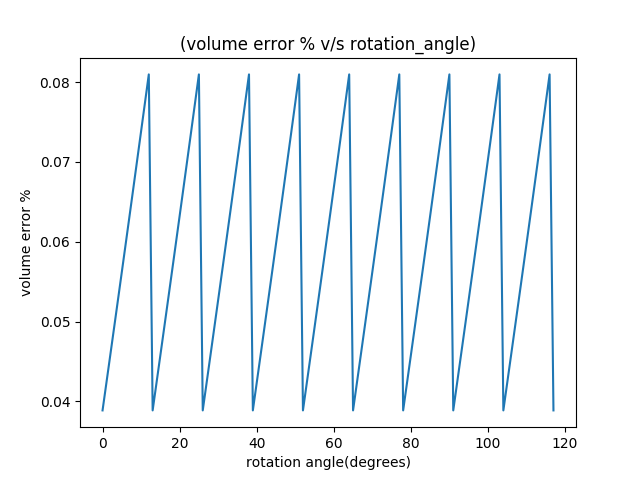 (volume error % v/s rotation_angle)
0.08
0.07
0.06
0.05
0.04
volume error %
0 20 40 60 80 100 120
rotation angle(degrees)